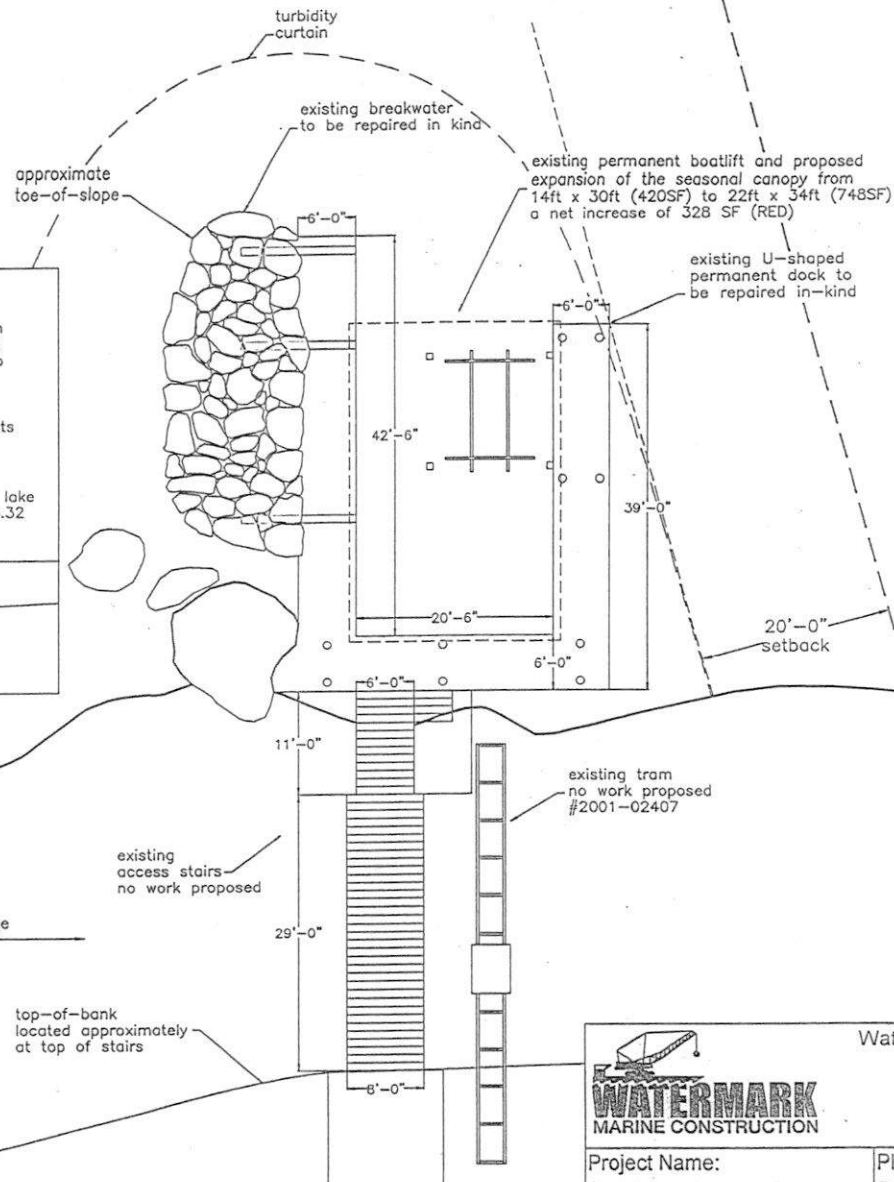 turbidity
curtain
existing breakwater
to be repaired in kind
approximate
toe-of-slope
existing permanent boatlift and proposed
expansion of the seasonal canopy from
14ft x 30ft (420SF) to 22ft x 34ft (748SF)
a net increase of 328 SF (RED)
6'-0"
existing U-shaped
permanent dock to
be repaired in-kind
6'-0"
ts
42'-6"
lake
.32
39'-0"
20'-6"
20'-0"
setback
6'-0"
6'-0"
11'-0"
existing tram
no work proposed
#2001-02407
existing
access stairs
no work proposed
29'-0"
e
top-of-bank
located approximately
at top of stairs
8'-0"
Wat
WATERMARK
MARINE CONSTRUCTION
Project Name:
Pl